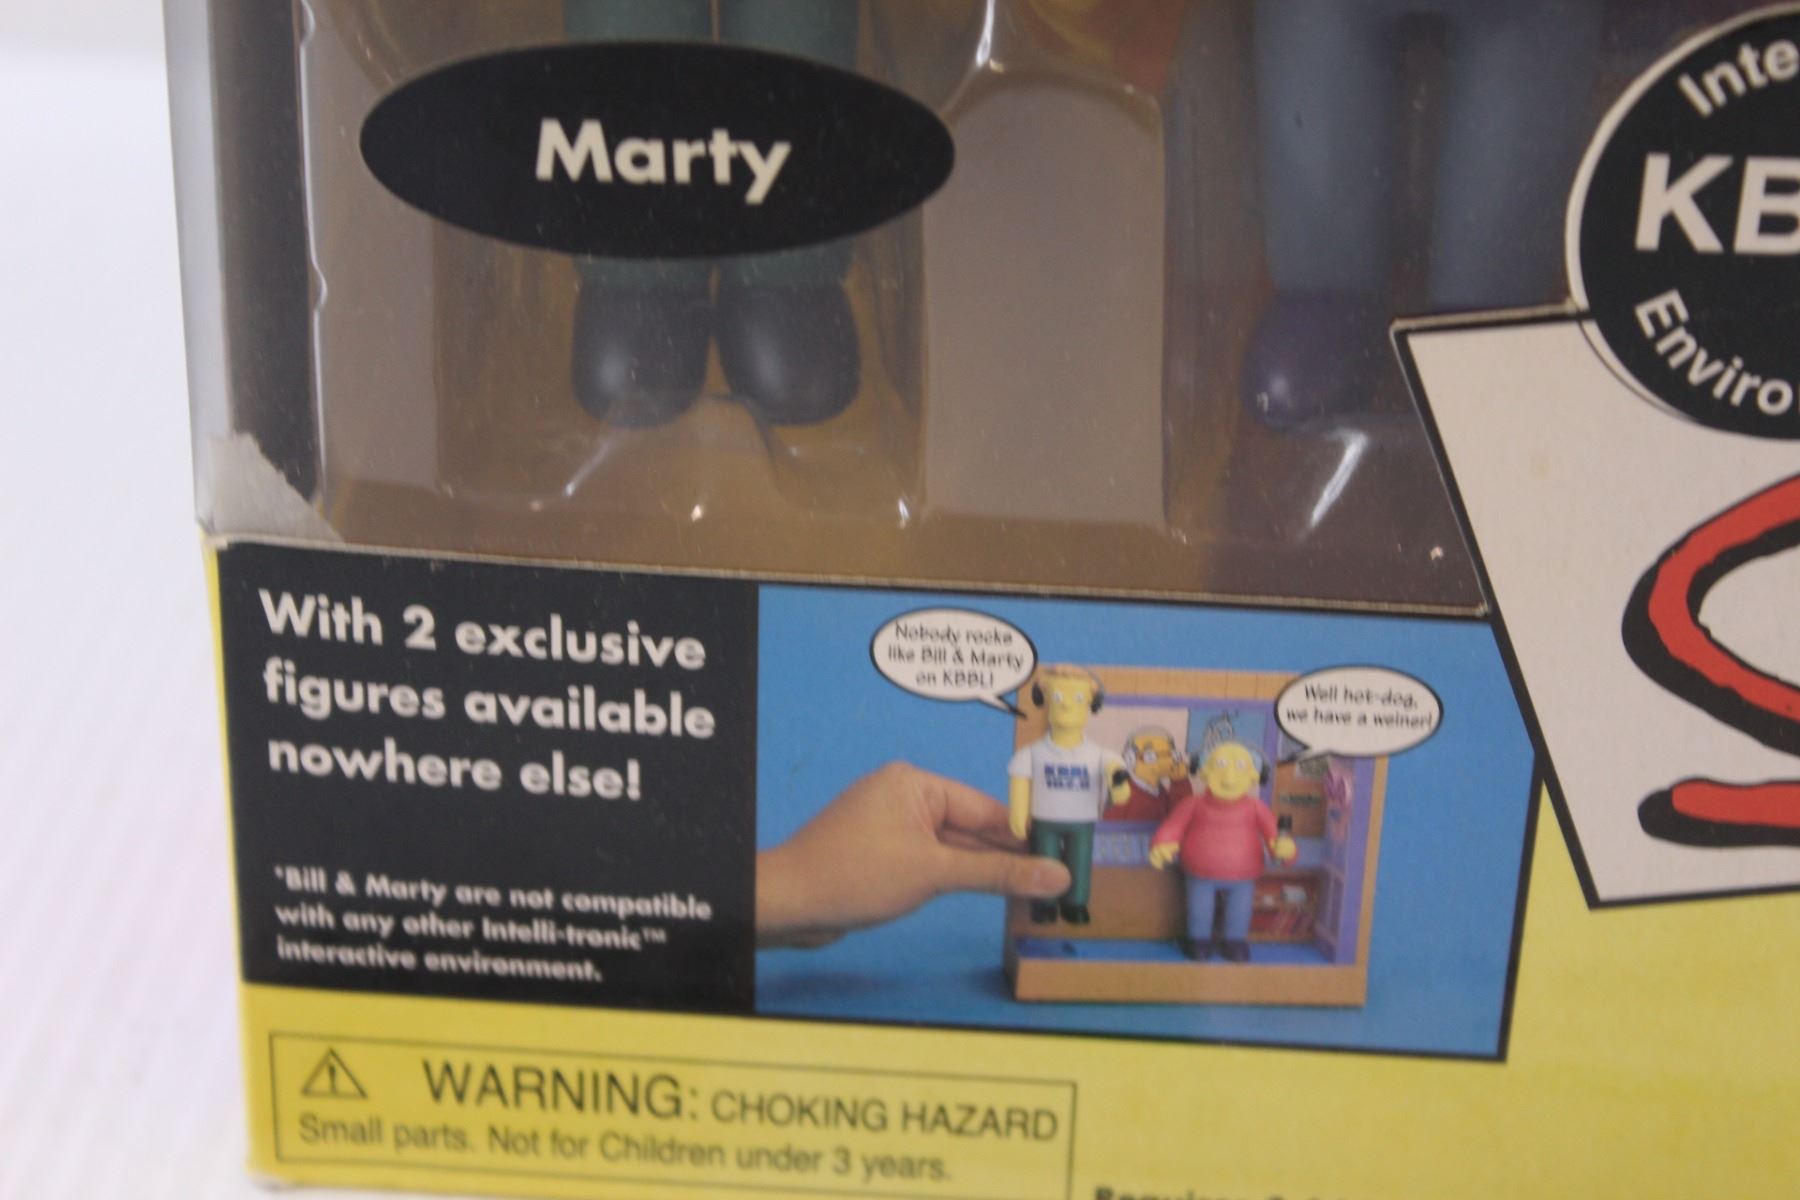 Marty
Inte
KB
Enviro
With 2 exclusive
figures available
nowhere else!
*Bill & Marty are not compatible
with any other Intelli-tronic™
interactive environment.
Nobody rocks
like Bill & Marty
on KBBL!
Well hot-dog,
we have a weiner!
KBBL
⚠ WARNING: CHOKING HAZARD
Small parts. Not for Children under 3 years.